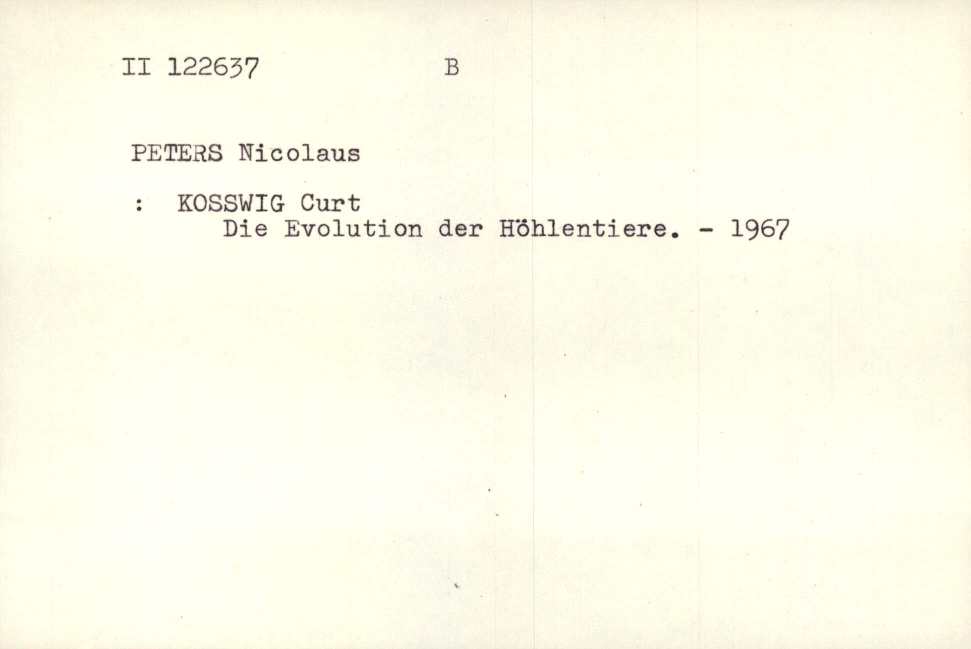 II 122637 B
PETERS Nicolaus
: KOSSWIG Curt
Die Evolution der Höhlentiere. - 1967